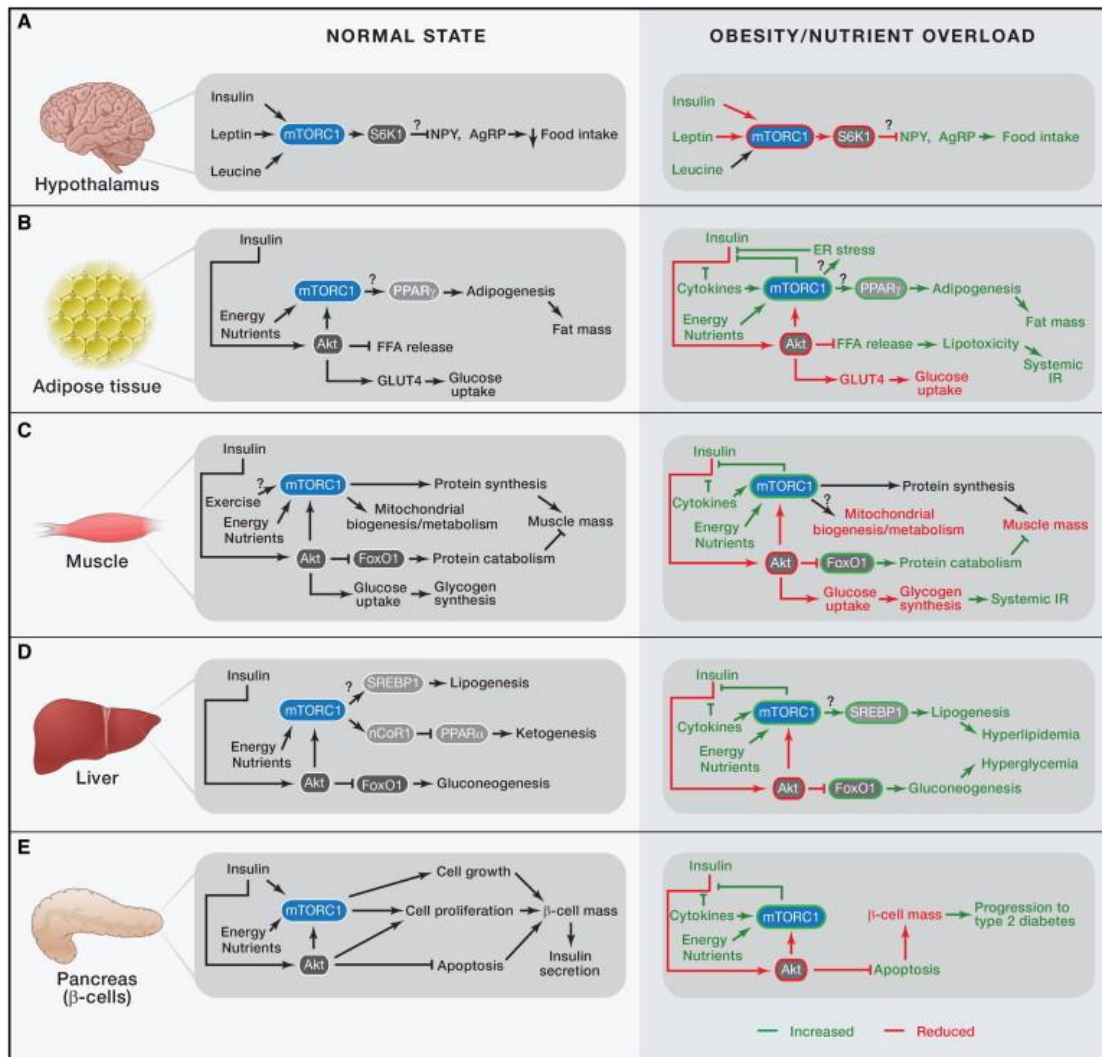 A
NORMAL STATE
OBESITY/NUTRIENT OVERLOAD
Hypothalamus
Insulin
Leptin
Leucine
mTORC1
S6K1
?
NPY, AgRP
Food intake
Insulin
Leptin
Leucine
mTORC1
S6K1
?
NPY, AgRP
Food intake
B
Adipose tissue
Insulin
mTORC1
?
PPARγ
Adipogenesis
Fat mass
Energy
Nutrients
Akt
FFA release
GLUT4
Glucose
uptake
Insulin
ER stress
?
Cytokines
mTORC1
?
PPARγ
Adipogenesis
Fat mass
Energy
Nutrients
Akt
FFA release
Lipotoxicity
Systemic
IR
GLUT4
Glucose
uptake
C
Muscle
Insulin
?
Exercise
mTORC1
Protein synthesis
Energy
Nutrients
Mitochondrial
biogenesis/metabolism
Muscle mass
Akt
FoxO1
Protein catabolism
Glucose
uptake
Glycogen
synthesis
Insulin
Cytokines
mTORC1
Protein synthesis
?
Energy
Nutrients
Mitochondrial
biogenesis/metabolism
Muscle mass
Akt
FoxO1
Protein catabolism
Glucose
uptake
Glycogen
synthesis
Systemic IR
D
Liver
Insulin
?
SREBP1
Lipogenesis
mTORC1
nCoR1
PPARα
Ketogenesis
Energy
Nutrients
Akt
FoxO1
Gluconeogenesis
Insulin
Cytokines
mTORC1
?
SREBP1
Lipogenesis
Hyperlipidemia
Energy
Nutrients
Hyperglycemia
Akt
FoxO1
Gluconeogenesis
E
Pancreas
(β-cells)
Insulin
Cell growth
mTORC1
Cell proliferation
β-cell mass
Energy
Nutrients
Akt
Apoptosis
Insulin
secretion
Insulin
Cytokines
mTORC1
β-cell mass
Progression to
type 2 diabetes
Energy
Nutrients
Akt
Apoptosis
Increased
Reduced